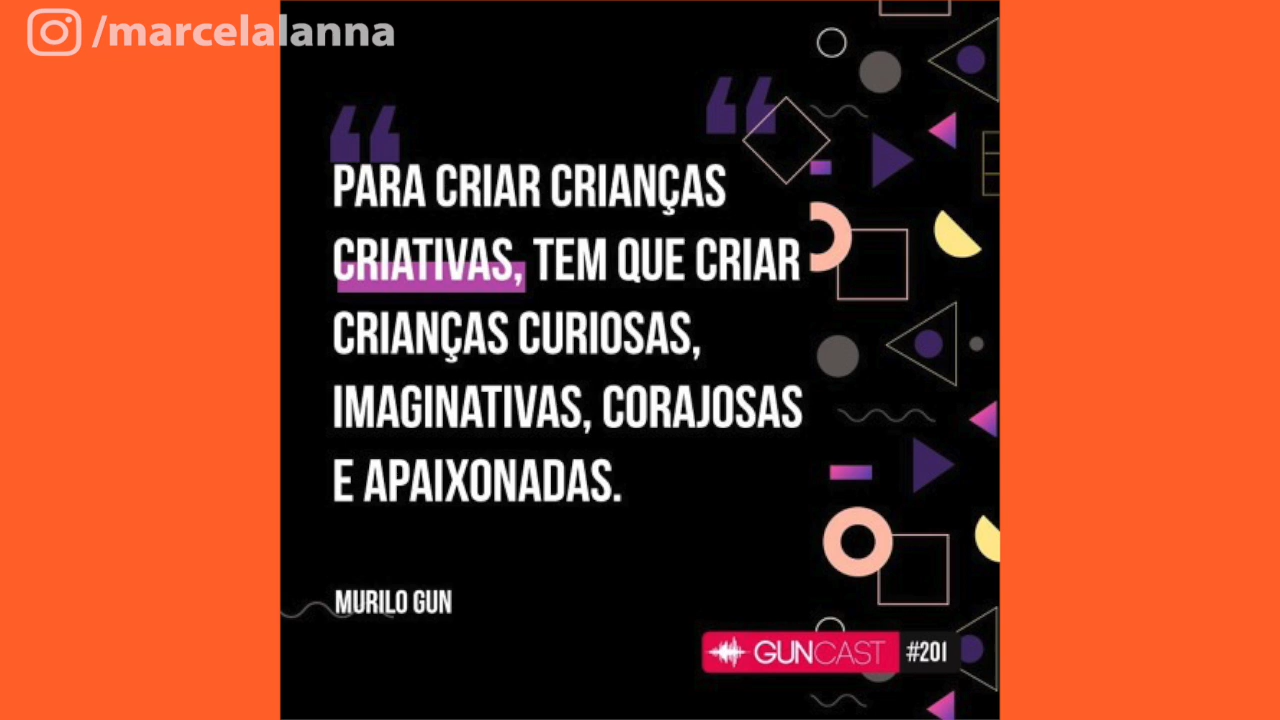 /marcelalanna
“ “
PARA CRIAR CRIANÇAS
CRIATIVAS, TEM QUE CRIAR
CRIANÇAS CURIOSAS,
IMAGINATIVAS, CORAJOSAS
E APAIXONADAS.
MURILO GUN
GUNCAST #201